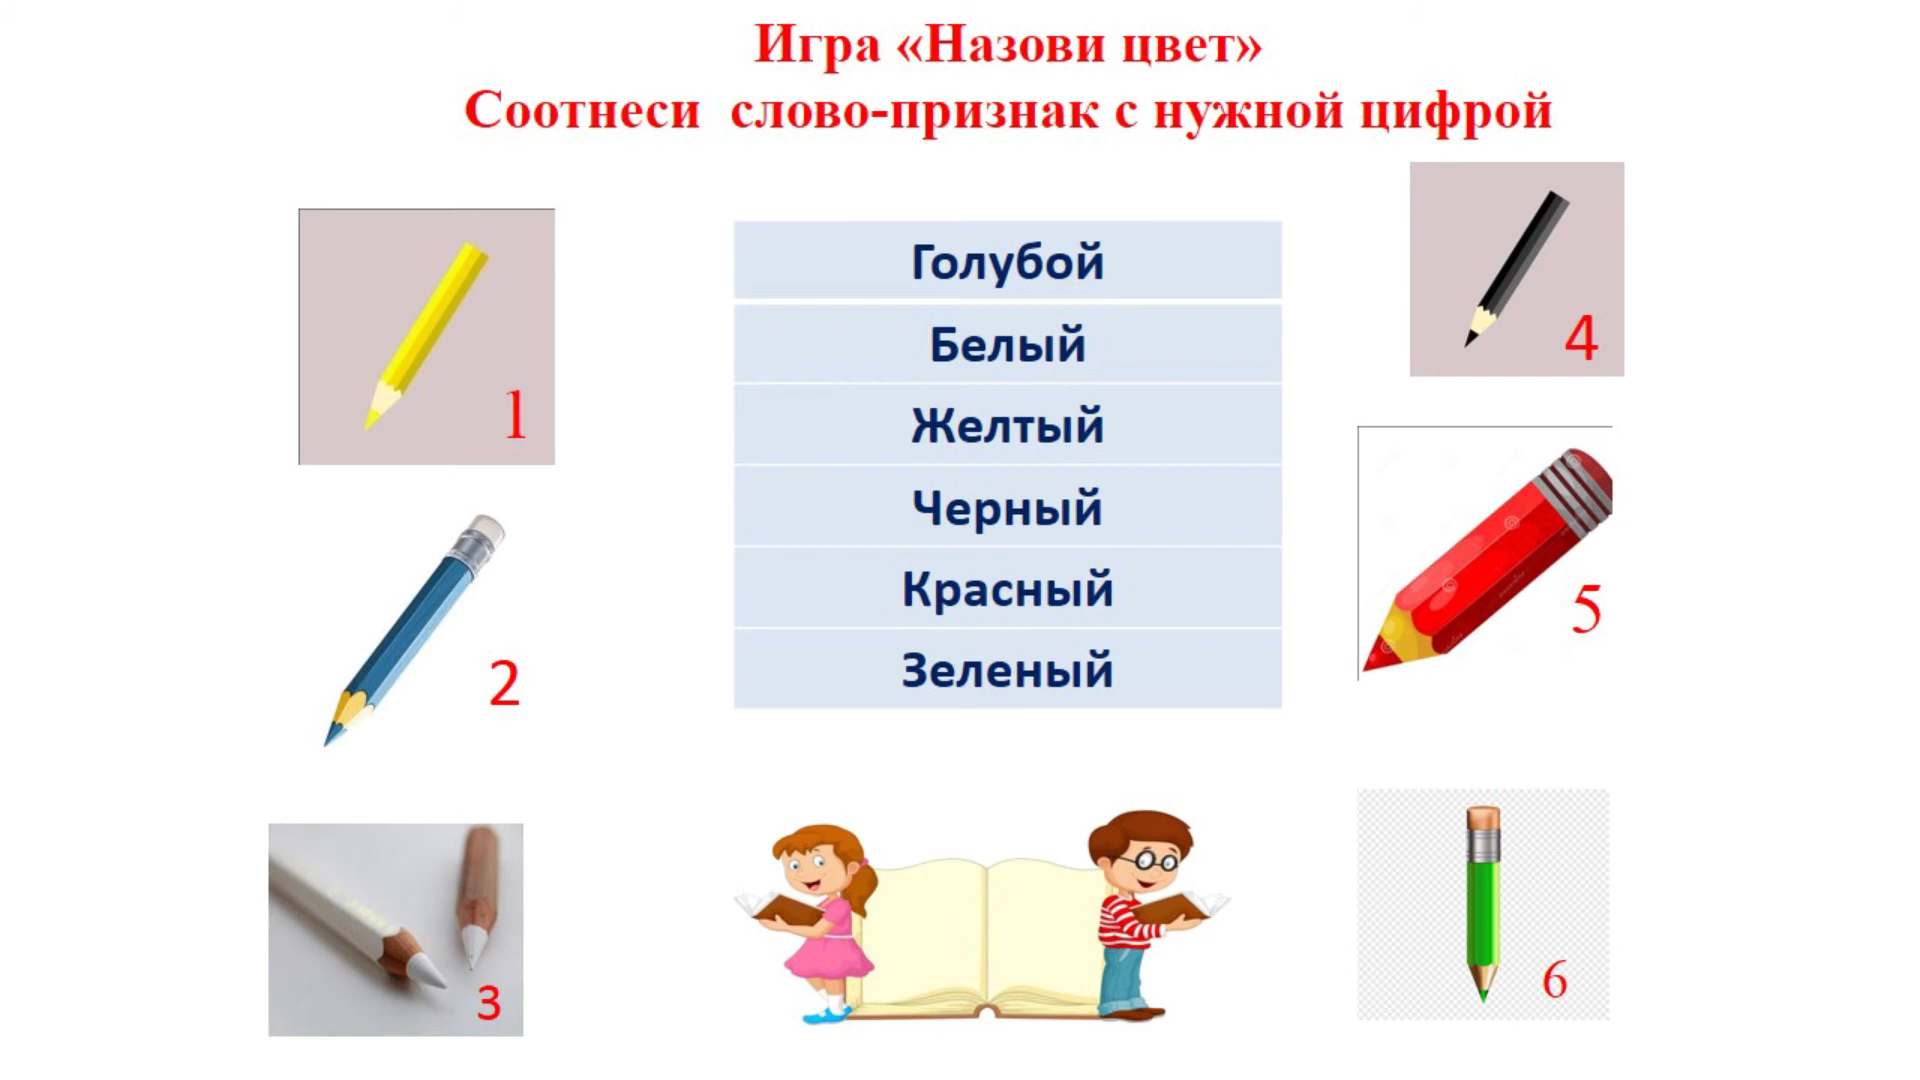 Игра «Назови цвет»
Соотнеси слово-признак с нужной цифрой
1
2
3
Голубой
Белый
Желтый
Черный
Красный
Зеленый
4
5
6